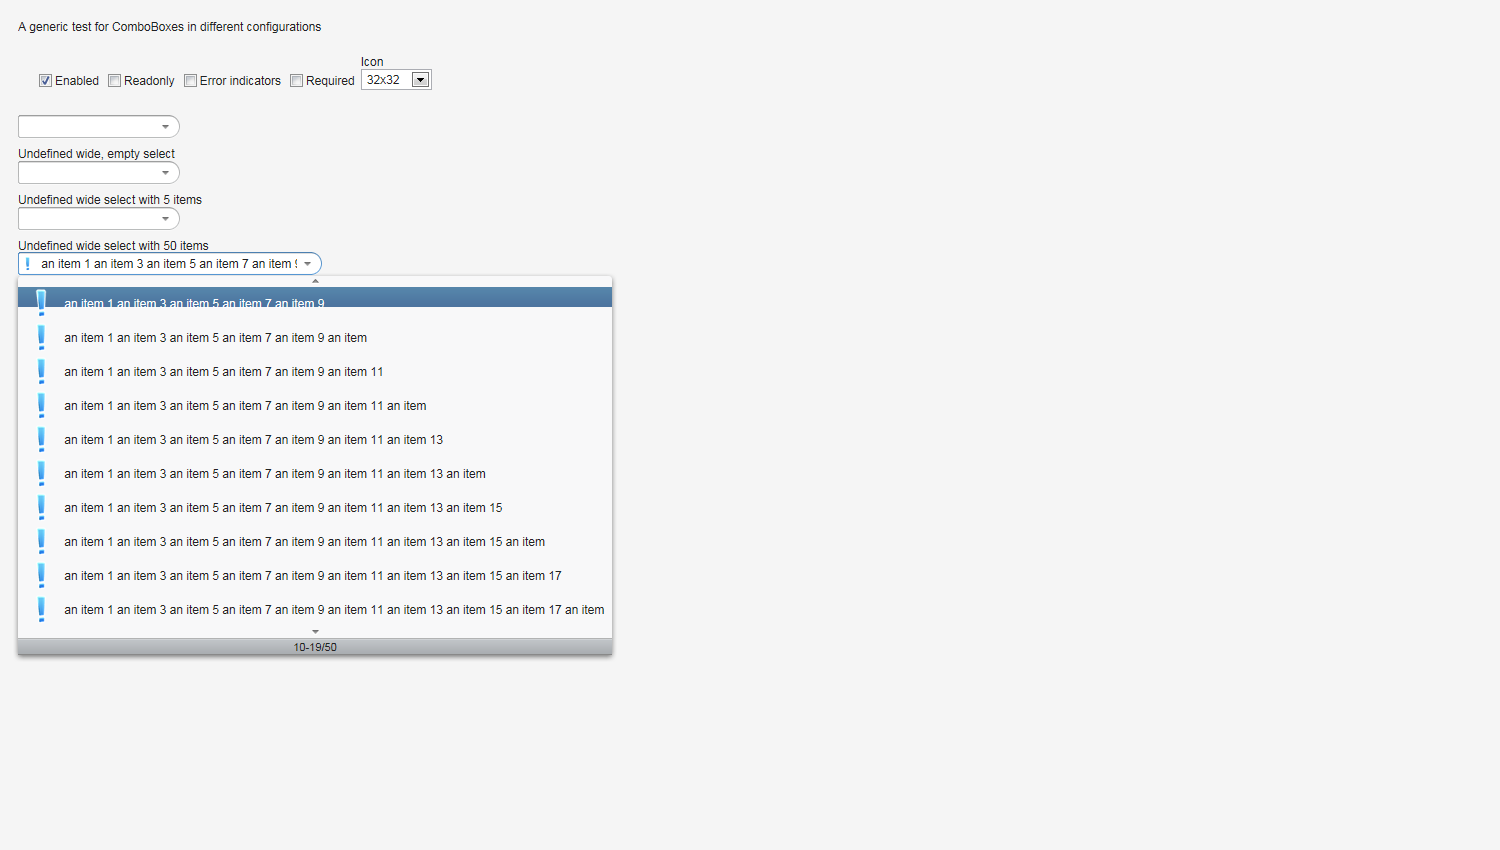 A generic test for ComboBoxes in different configurations
Icon
Enabled Readonly Error indicators Required 32x32
Undefined wide, empty select
Undefined wide select with 5 items
Undefined wide select with 50 items
an item 1 an item 3 an item 5 an item 7 an item 9
an item 1 an item 3 an item 5 an item 7 an item 9
an item 1 an item 3 an item 5 an item 7 an item 9 an item
an item 1 an item 3 an item 5 an item 7 an item 9 an item 11
an item 1 an item 3 an item 5 an item 7 an item 9 an item 11 an item
an item 1 an item 3 an item 5 an item 7 an item 9 an item 11 an item 13
an item 1 an item 3 an item 5 an item 7 an item 9 an item 11 an item 13 an item
an item 1 an item 3 an item 5 an item 7 an item 9 an item 11 an item 13 an item 15
an item 1 an item 3 an item 5 an item 7 an item 9 an item 11 an item 13 an item 15 an item
an item 1 an item 3 an item 5 an item 7 an item 9 an item 11 an item 13 an item 15 an item 17
an item 1 an item 3 an item 5 an item 7 an item 9 an item 11 an item 13 an item 15 an item 17 an item
10-19/50